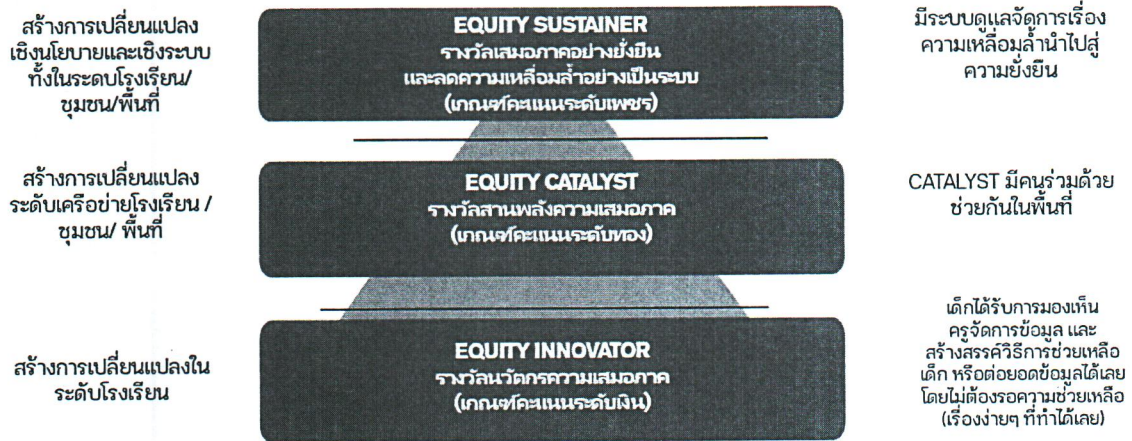 สร้างการเปลี่ยนแปลง
เชิงนโยบายและเชิงระบบ
ทั้งในระดบโรงเรียน/
ชุมชน/พื้นที่
EQUITY SUSTAINER
รางวัลเสมอภาคอย่างยั่งยืน
และลดความเหลื่อมล้ำอย่างเป็นระบบ
(เกณฑ์คะแนนระดับเพชร)
มีระบบดูแลจัดการเรื่อง
ความเหลื่อมล้ำนำไปสู่
ความยั่งยืน
สร้างการเปลี่ยนแปลง
ระดับเครือข่ายโรงเรียน /
ชุมชน/ พื้นที่
EQUITY CATALYST
รางวัลสานพลังความเสมอภาค
(เกณฑ์คะแนนระดับทอง)
CATALYST มีคนร่วมด้วย
ช่วยกันในพื้นที่
สร้างการเปลี่ยนแปลงใน
ระดับโรงเรียน
EQUITY INNOVATOR
รางวัลนวัตกรความเสมอภาค
(เกณฑ์คะแนนระดับเงิน)
เด็กได้รับการมองเห็น
ครูจัดการข้อมูล และ
สร้างสรรค์วิธีการช่วยเหลือ
เด็ก หรือต่อยอดข้อมูลได้เลย
โดยไม่ต้องรอความช่วยเหลือ
(เรื่องง่ายๆ ที่ทำได้เลย)